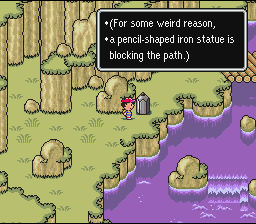 •(For some weird reason,
•a pencil-shaped iron statue is
blocking the path.)